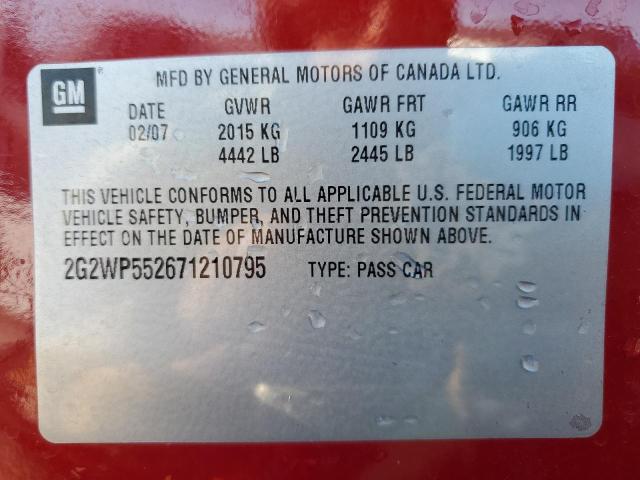 GM
MFD BY GENERAL MOTORS OF CANADA LTD.
DATE GVWR GAWR FRT GAWR RR
02/07 2015 KG 1109 KG 906 KG
4442 LB 2445 LB 1997 LB
THIS VEHICLE CONFORMS TO ALL APPLICABLE U.S. FEDERAL MOTOR
VEHICLE SAFETY, BUMPER, AND THEFT PREVENTION STANDARDS IN
EFFECT ON THE DATE OF MANUFACTURE SHOWN ABOVE.
2G2WP552671210795 TYPE: PASS CAR